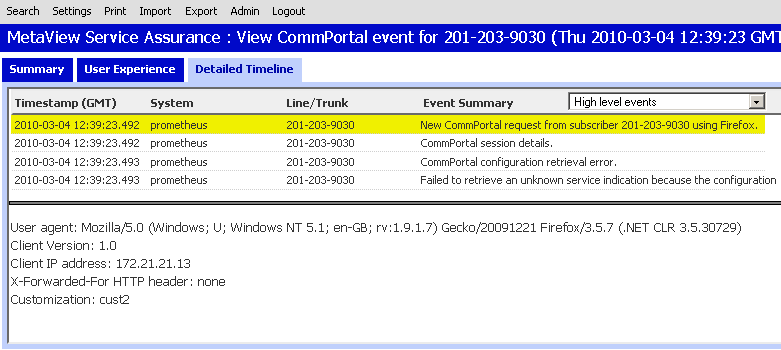 Search Settings Print Import Export Admin Logout
MetaView Service Assurance : View CommPortal event for 201-203-9030 (Thu 2010-03-04 12:39:23 GMT
Summary User Experience Detailed Timeline
Timestamp (GMT) System Line/Trunk Event Summary High level events
2010-03-04 12:39:23.492 prometheus 201-203-9030 New CommPortal request from subscriber 201-203-9030 using Firefox.
2010-03-04 12:39:23.492 prometheus 201-203-9030 CommPortal session details.
2010-03-04 12:39:23.493 prometheus 201-203-9030 CommPortal configuration retrieval error.
2010-03-04 12:39:23.493 prometheus 201-203-9030 Failed to retrieve an unknown service indication because the configuration
User agent: Mozilla/5.0 (Windows; U; Windows NT 5.1; en-GB; rv:1.9.1.7) Gecko/20091221 Firefox/3.5.7 (.NET CLR 3.5.30729)
Client Version: 1.0
Client IP address: 172.21.21.13
X-Forwarded-For HTTP header: none
Customization: cust2